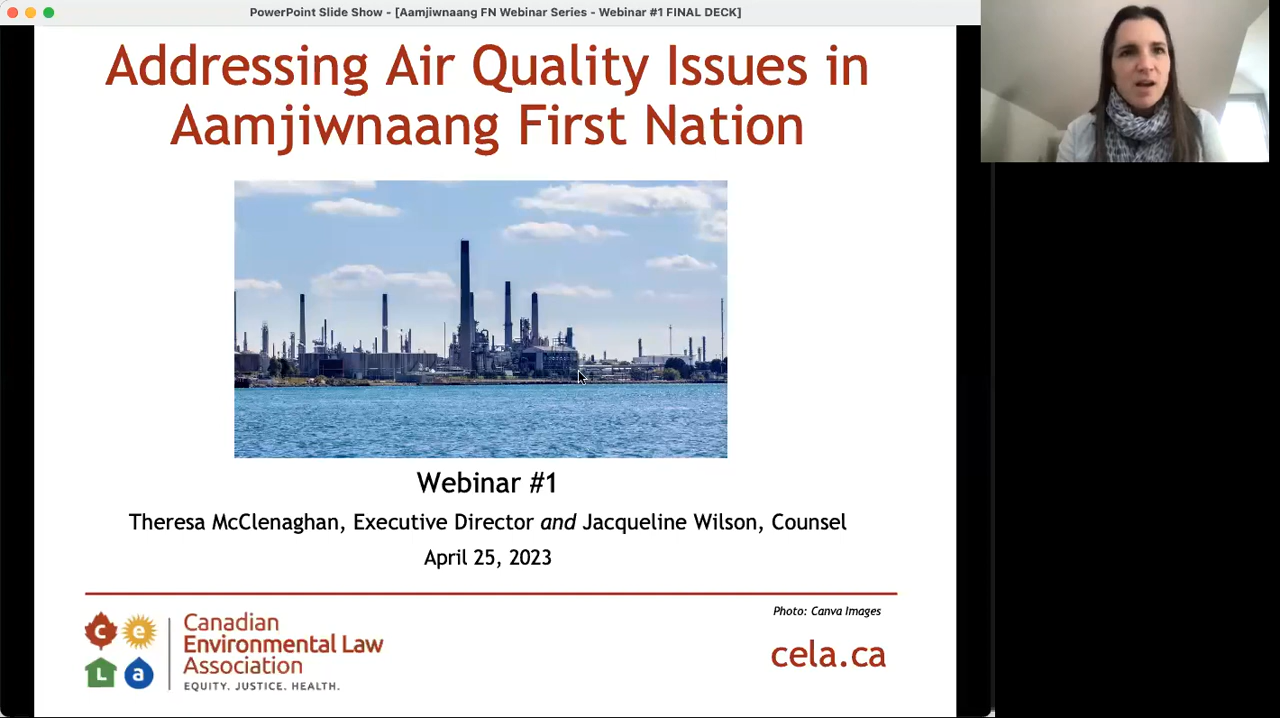 PowerPoint Slide Show - [Aamjiwnaang FN Webinar Series - Webinar #1 FINAL DECK]
Addressing Air Quality Issues in
Aamjiwnaang First Nation
Webinar #1
Theresa McClenaghan, Executive Director and Jacqueline Wilson, Counsel
April 25, 2023
Photo: Canva Images
c e
L a
Canadian
Environmental Law
Association
EQUITY. JUSTICE. HEALTH.
cela.ca